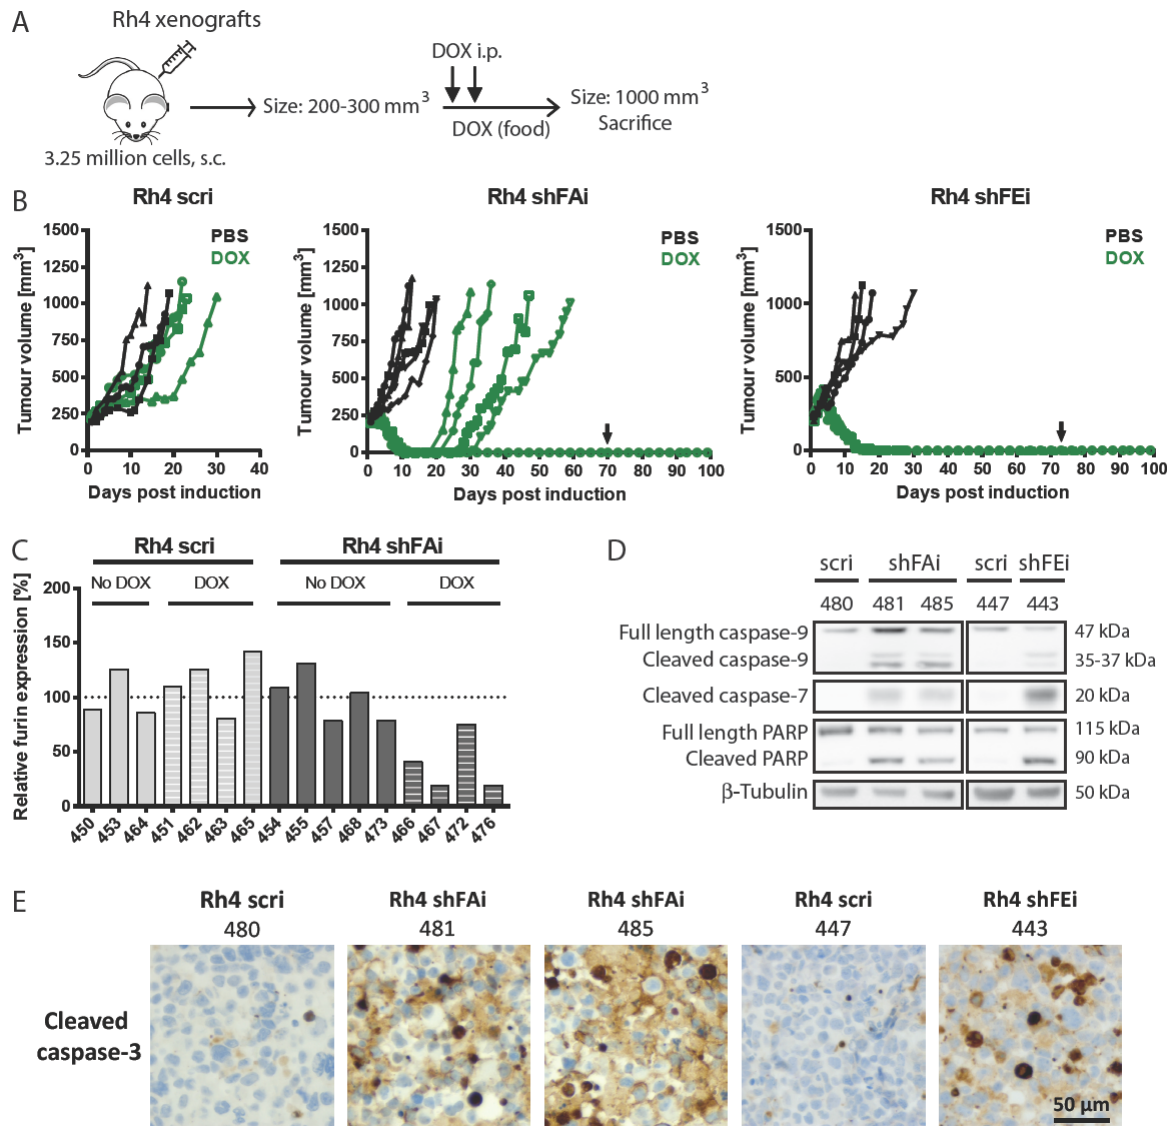 A
Rh4 xenografts
3.25 million cells, s.c.
Size: 200-300 mm3
DOX i.p.
DOX (food)
Size: 1000 mm3
Sacrifice
B
Rh4 scri
Tumour volume [mm3]
1500
1250
1000
750
500
250
0
0 10 20 30 40
Days post induction
PBS
DOX
Rh4 shFAi
Tumour volume [mm3]
1500
1250
1000
750
500
250
0
0 10 20 30 40 50 60 70 80 90 100
Days post induction
PBS
DOX
Rh4 shFEi
Tumour volume [mm3]
1500
1250
1000
750
500
250
0
0 10 20 30 40 50 60 70 80 90 100
Days post induction
PBS
DOX
C
Rh4 scri Rh4 shFAi
No DOX DOX No DOX DOX
Relative furin expression [%]
200
150
100
50
0
450 453 464 451 462 463 465 454 455 457 468 473 466 467 472 476
D
scri shFAi scri shFEi
480 481 485 447 443
Full length caspase-9 47 kDa
Cleaved caspase-9 35-37 kDa
Cleaved caspase-7 20 kDa
Full length PARP 115 kDa
Cleaved PARP 90 kDa
β-Tubulin 50 kDa
E
Rh4 scri Rh4 shFAi Rh4 shFAi Rh4 scri Rh4 shFEi
480 481 485 447 443
Cleaved
caspase-3
50 µm